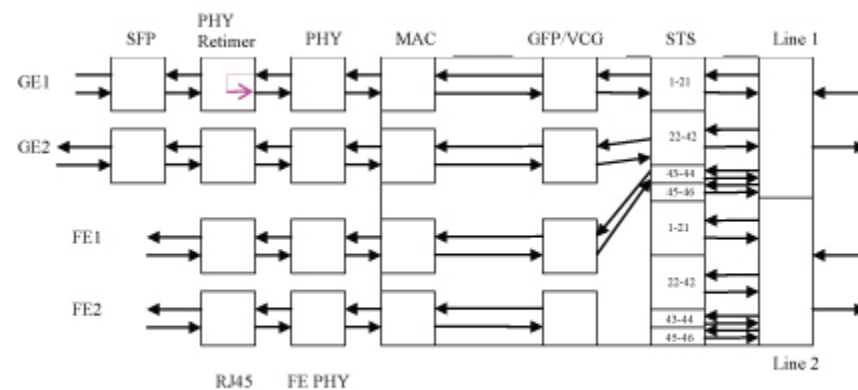 PHY
SFP Retimer PHY MAC GFP/VCG STS Line 1
GE1
1-21
GE2
22-42
43-44
45-46
FE1
1-21
FE2
22-42
43-44
45-46
Line 2
RJ45 FE PHY